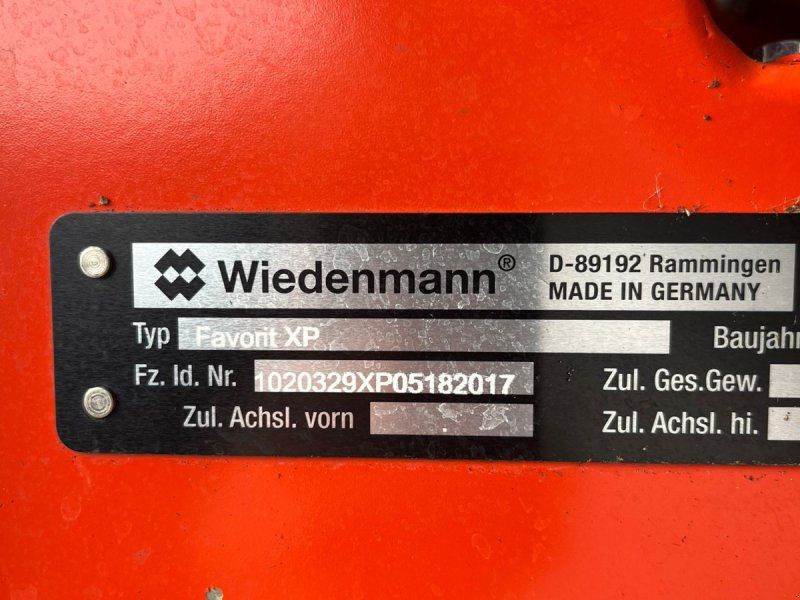 Wiedenmann® D-89192 Rammingen
MADE IN GERMANY
Typ Favorit XP Baujahr
Fz. Id. Nr. 1020329XP05182017 Zul. Ges.Gew.
Zul. Achsl. vorn Zul. Achsl. hi.